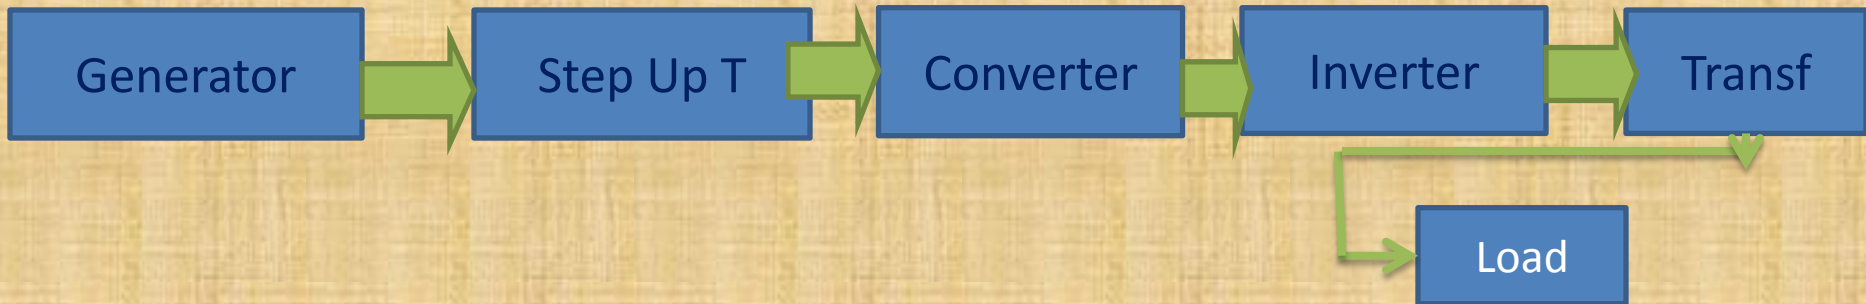 Generator
Step Up T
Converter
Inverter
Transf
Load